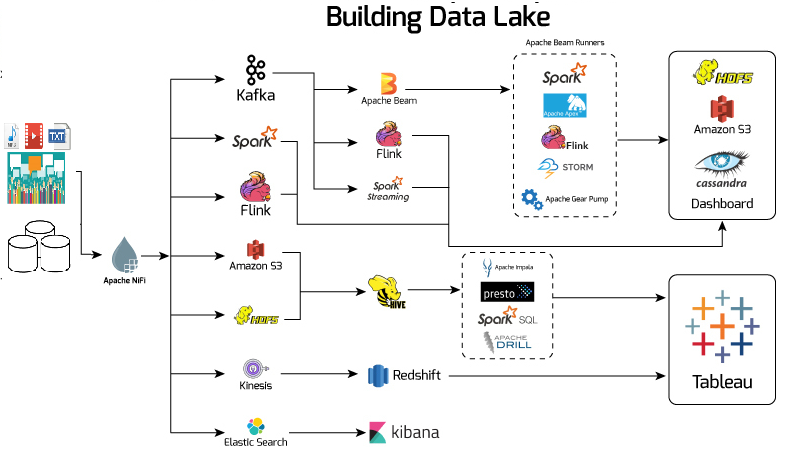 Building Data Lake
Apache Beam Runners
Kafka
Apache Beam
Spark
Apache Apex
Flink
STORM
Apache Gear Pump
HDFS
Amazon S3
cassandra
Dashboard
TXT
Spark
Flink
Spark
Streaming
Flink
Apache NiFi
Amazon S3
HDFS
HIVE
Apache Impala
presto
Spark SQL
APACHE
DRILL
Tableau
Kinesis
Redshift
Elastic Search
kibana